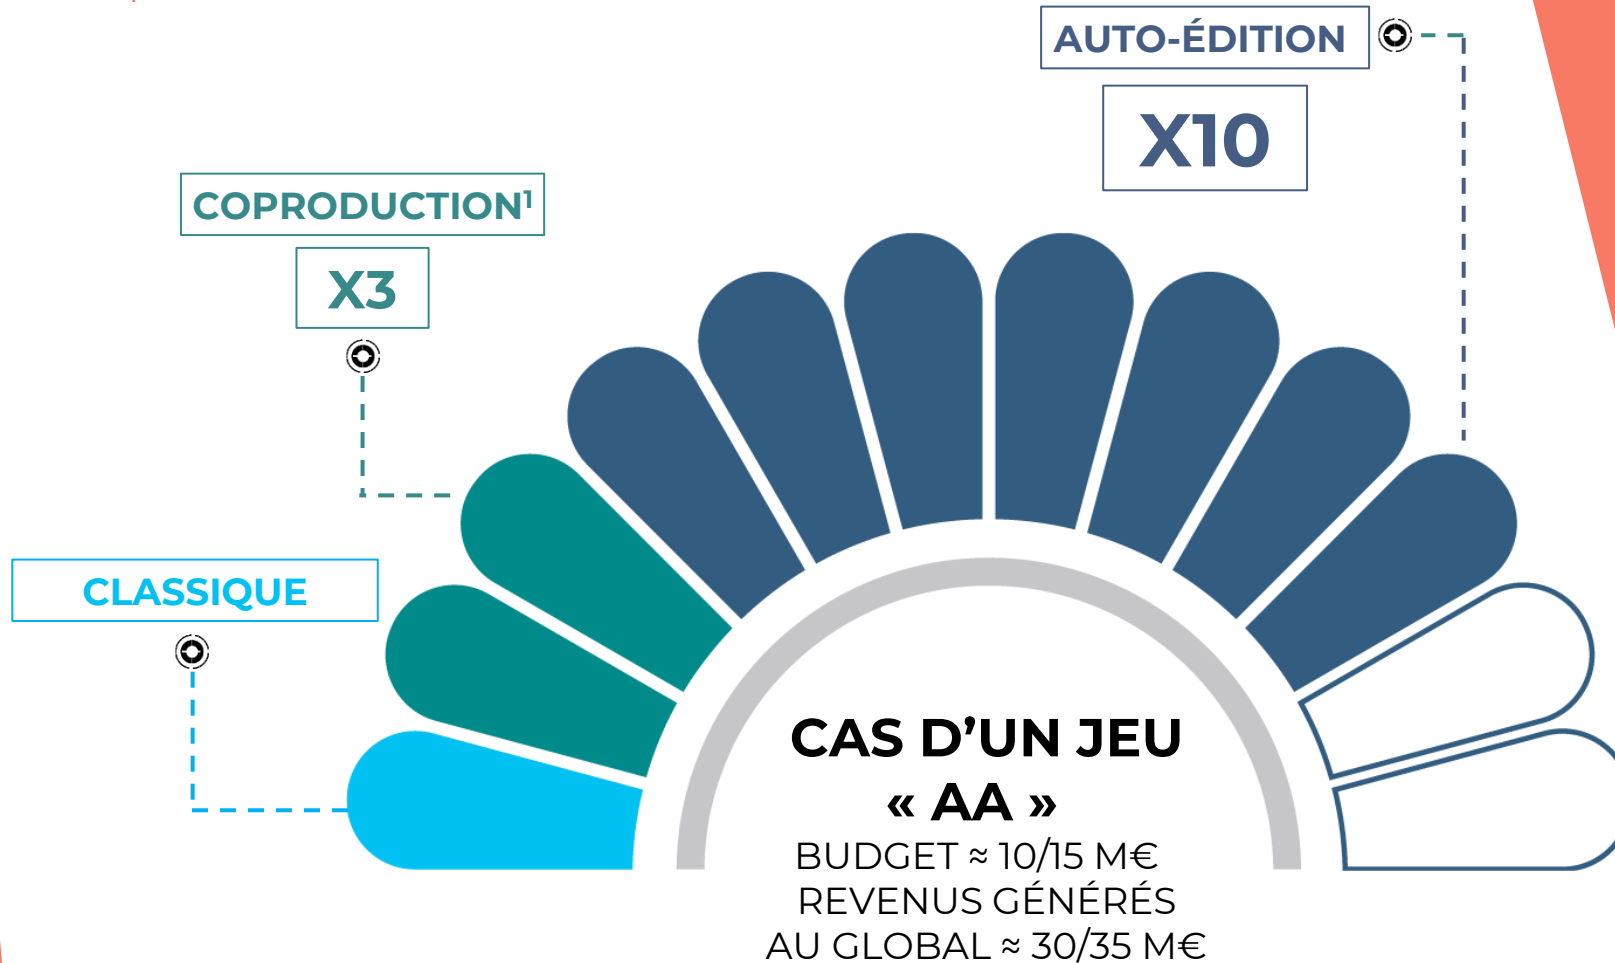 AUTO-ÉDITION
X10
COPRODUCTION¹
X3
CLASSIQUE
CAS D’UN JEU
« AA »
BUDGET ≈ 10/15 M€
REVENUS GÉNÉRÉS
AU GLOBAL ≈ 30/35 M€